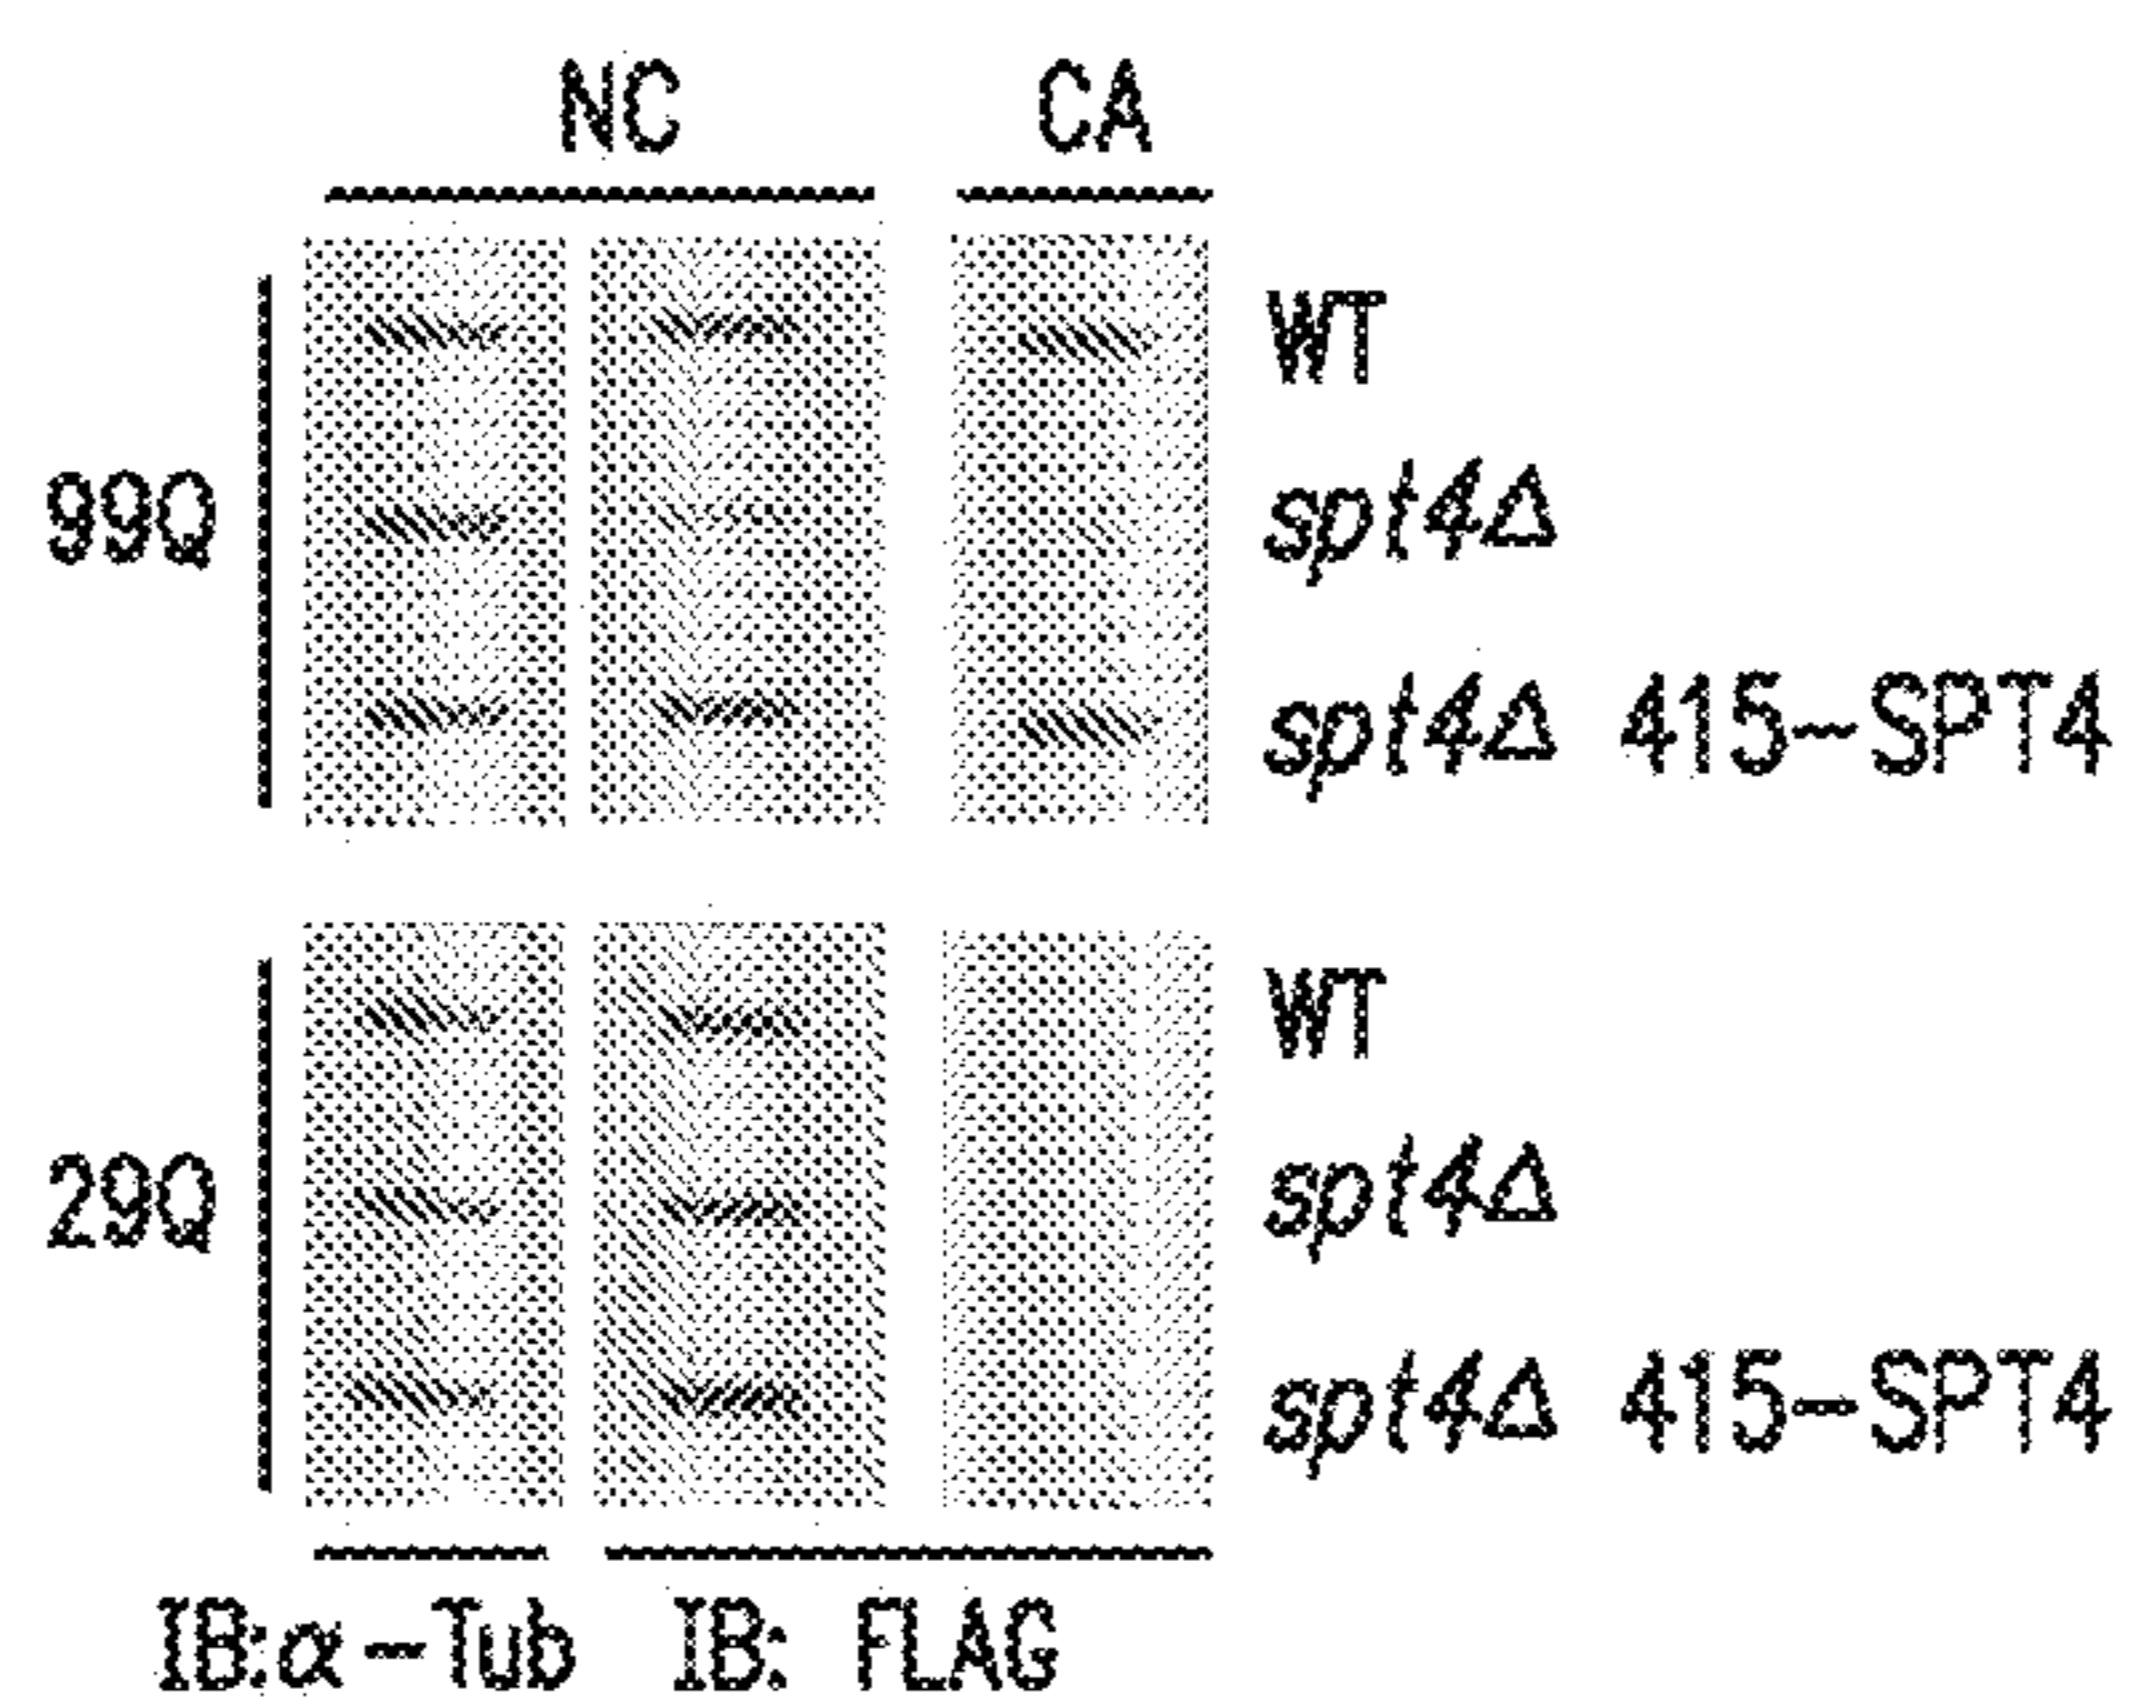 NC CA
99Q
WT
spt4Δ
spt4Δ 415-SPT4
29Q
WT
spt4Δ
spt4Δ 415-SPT4
IB:α-Tub IB: FLAG